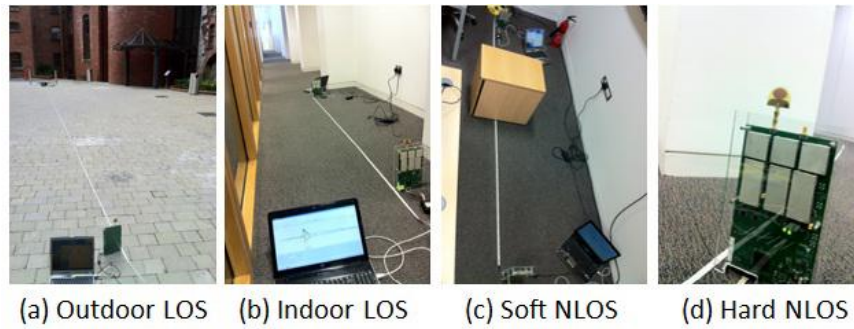 (a) Outdoor LOS
(b) Indoor LOS
(c) Soft NLOS
(d) Hard NLOS